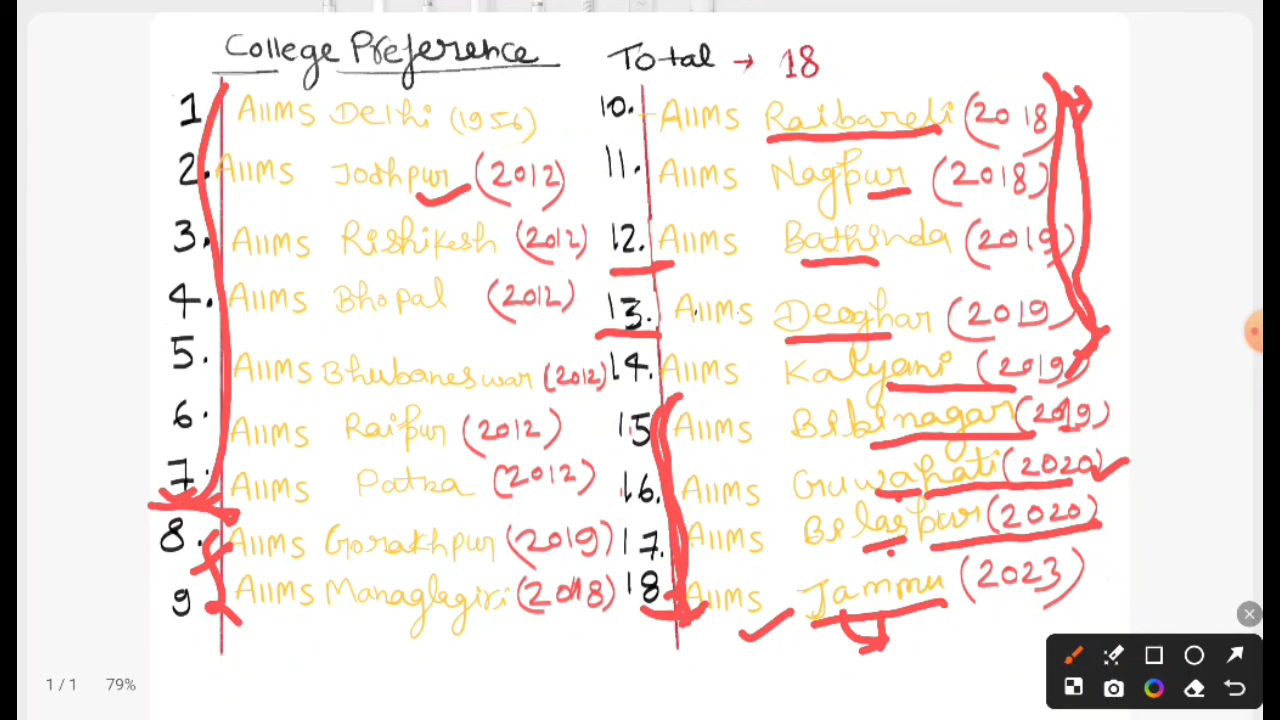 College Preference
Total → 18
1 AIIMS Delhi (1956)
2. AIIMS Jodhpur (2012)
3. AIIMS Rishikesh (2012)
4. AIIMS Bhopal (2012)
5. AIIMS Bhubaneswar (2012)
6. AIIMS Raipur (2012)
7. AIIMS Patna (2012)
8. AIIMS Gorakhpur (2019)
9 AIIMS Managlagiri (2018)
10. AIIMS Raibareli (2018)
11. AIIMS Nagpur (2018)
12. AIIMS Bathinda (2019)
13. AIIMS Deoghar (2019)
14. AIIMS Kalyani (2019)
15 AIIMS Bibinagar (2019)
16. AIIMS Guwahati (2020)
17. AIIMS Bilaspur (2020)
18 AIIMS Jammu (2023)
1 / 1 79%